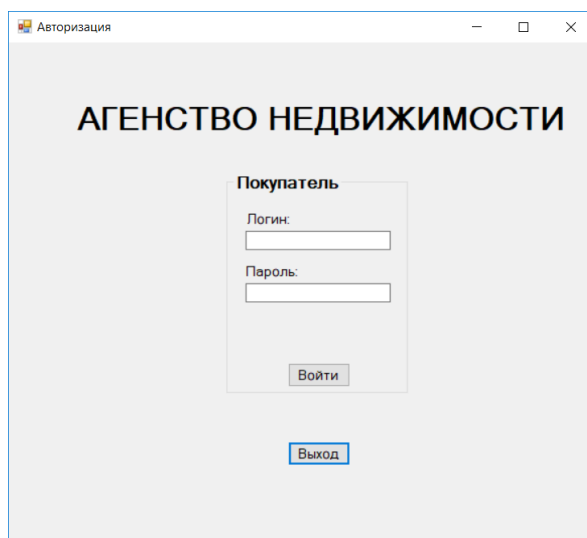 Авторизация
АГЕНСТВО НЕДВИЖИМОСТИ
Покупатель
Логин:
Пароль:
Войти
Выход